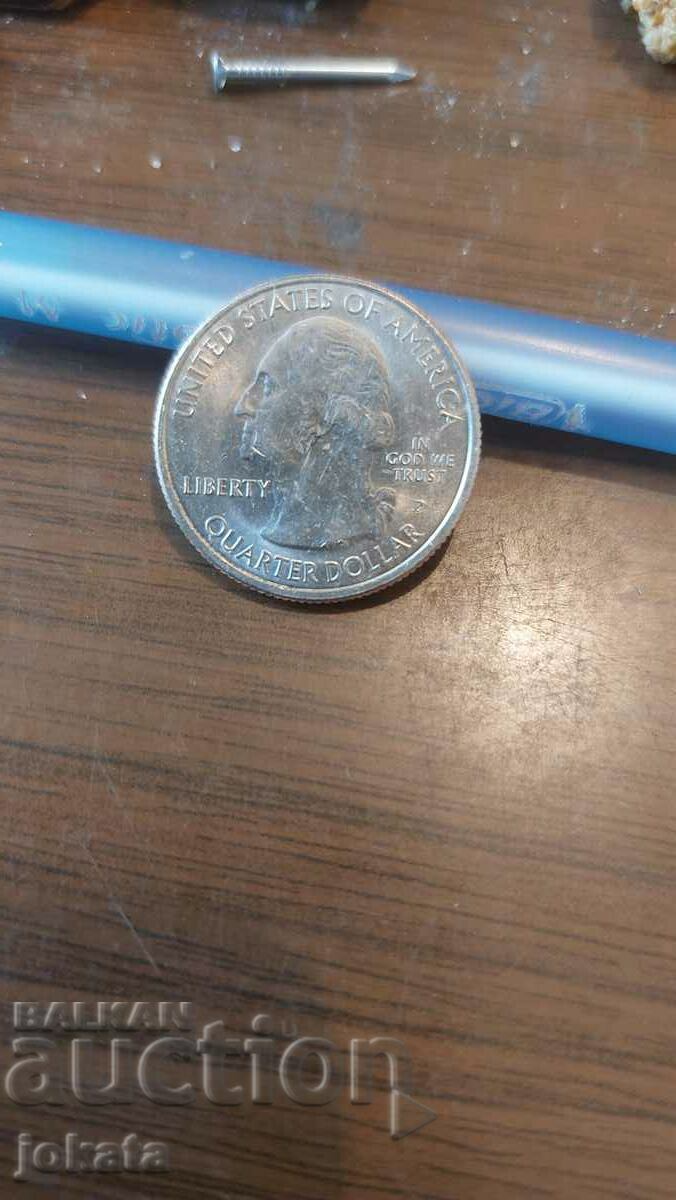 UNITED STATES OF AMERICA
LIBERTY
IN
GOD WE
TRUST
P
QUARTER DOLLAR
BALKAN
auction
jokata